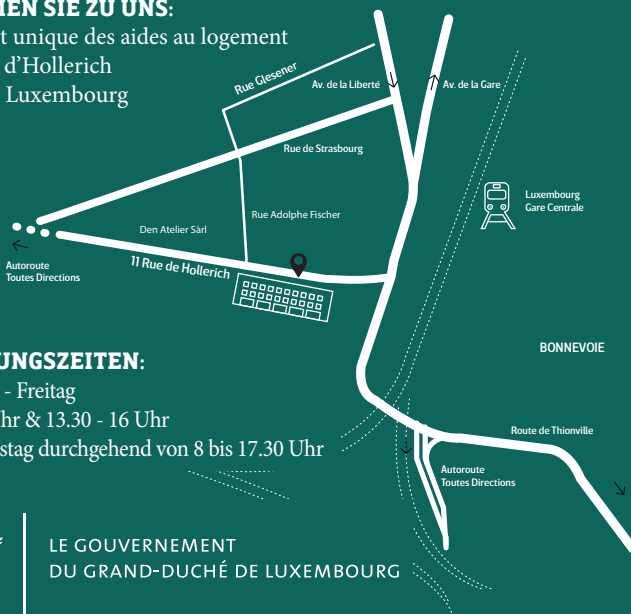 MEN SIE ZU UNS:
t unique des aides au logement
d'Hollerich
Luxembourg
Rue Glesener
Av. de la Liberté
Av. de la Gare
Rue de Strasbourg
Luxembourg
Gare Centrale
Rue Adolphe Fischer
Den Atelier Sàrl
11 Rue de Hollerich
Autoroute
Toutes Directions
BONNEVOIE
UNGSZEITEN:
- Freitag
hr & 13.30 - 16 Uhr
stag durchgehend von 8 bis 17.30 Uhr
Route de Thionville
Autoroute
Toutes Directions
LE GOUVERNEMENT
DU GRAND-DUCHÉ DE LUXEMBOURG